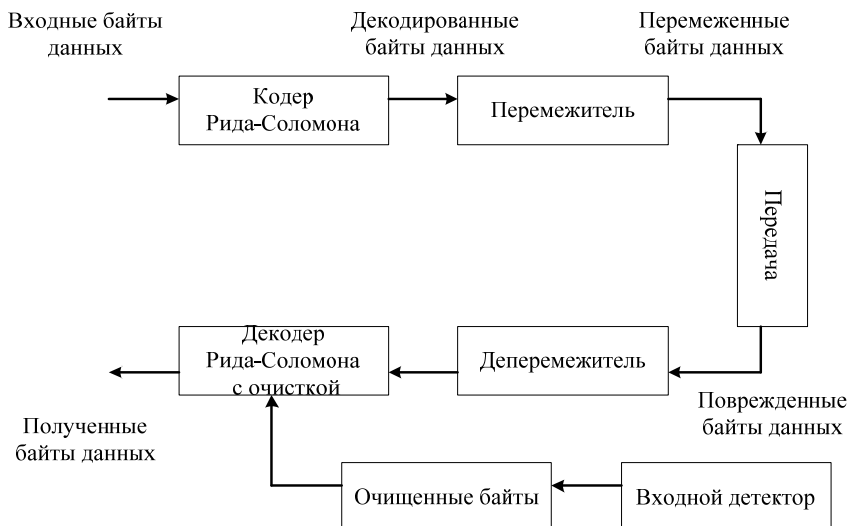 Входные байты
данных
Декодированные
байты данных
Перемеженные
байты данных
Кодер
Рида-Соломона
Перемежитель
Передача
Декодер
Рида-Соломона
с очисткой
Деперемежитель
Поврежденные
байты данных
Полученные
байты данных
Очищенные байты
Входной детектор